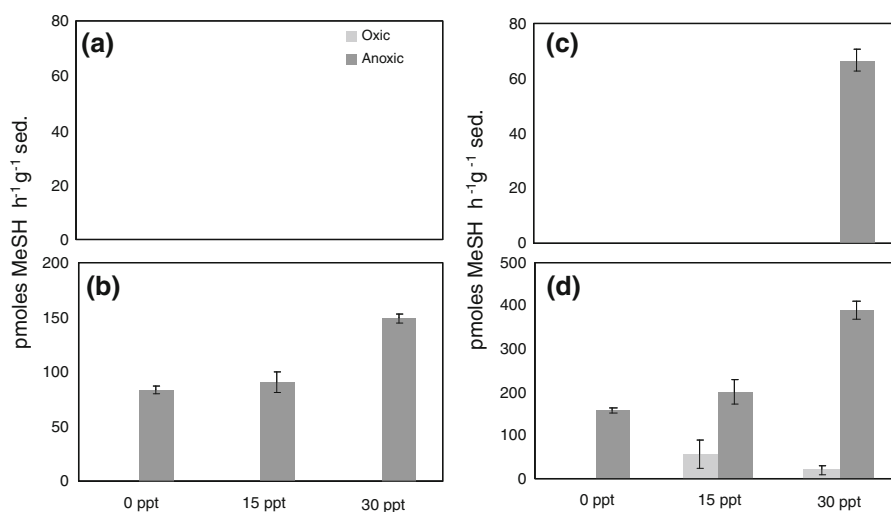 (a)
Oxic
Anoxic
80
60
40
20
0
(b)
200
150
100
50
0
0 ppt 15 ppt 30 ppt
pmoles MeSH h⁻¹g⁻¹ sed.
(c)
80
60
40
20
0
(d)
500
400
300
200
100
0
0 ppt 15 ppt 30 ppt
pmoles MeSH h⁻¹g⁻¹ sed.